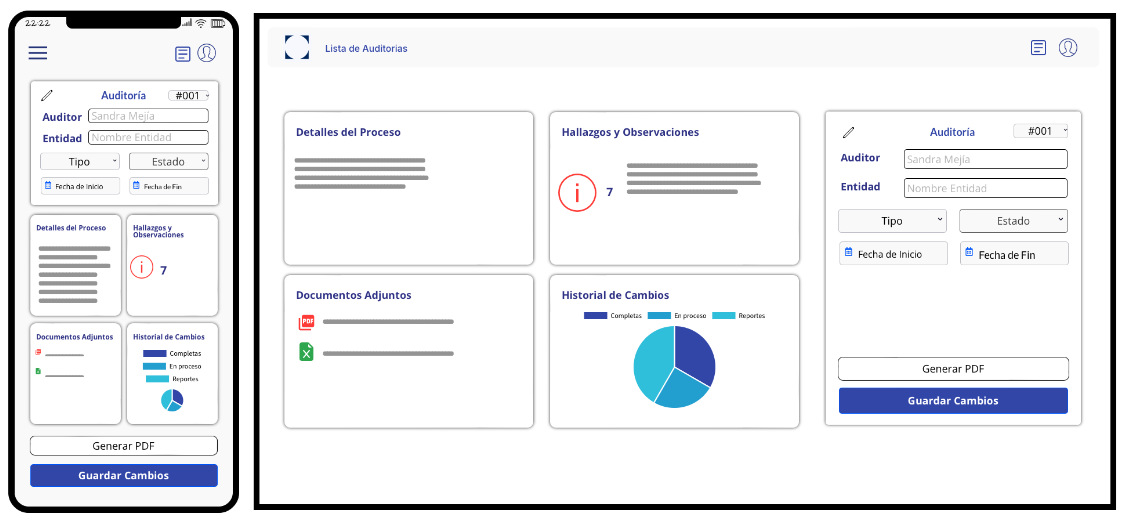 22:22
Auditoría
#001
Auditor
Sandra Mejía
Entidad
Nombre Entidad
Tipo
Estado
Fecha de Inicio
Fecha de Fin
Detalles del Proceso
Hallazgos y
Observaciones
i
7
Documentos Adjuntos
Historial de Cambios
Completas
En proceso
Reportes
Generar PDF
Guardar Cambios
Lista de Auditorias
Detalles del Proceso
Hallazgos y Observaciones
i
7
Documentos Adjuntos
PDF
X
Historial de Cambios
Completas
En proceso
Reportes
Auditoría
#001
Auditor
Sandra Mejía
Entidad
Nombre Entidad
Tipo
Estado
Fecha de Inicio
Fecha de Fin
Generar PDF
Guardar Cambios